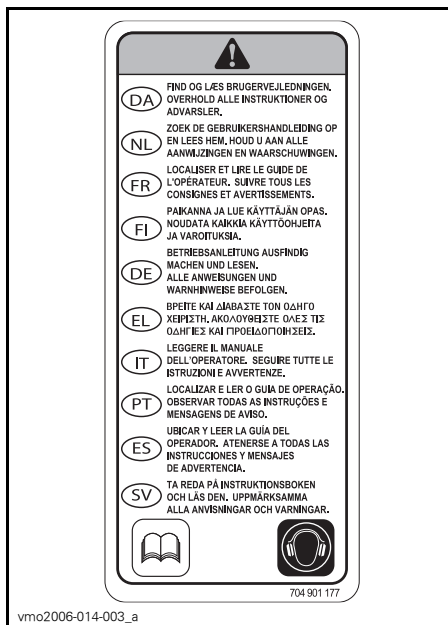 DA
FIND OG LÆS BRUGERVEJLEDNINGEN.
OVERHOLD ALLE INSTRUKTIONER OG
ADVARSLER.
NL
ZOEK DE GEBRUIKERSHANDLEIDING OP
EN LEES HEM. HOUD U AAN ALLE
AANWIJZINGEN EN WAARSCHUWINGEN.
FR
LOCALISER ET LIRE LE GUIDE DE
L'OPÉRATEUR. SUIVRE TOUS LES
CONSIGNES ET AVERTISSEMENTS.
FI
PAIKANNA JA LUE KÄYTTÄJÄN OPAS.
NOUDATA KAIKKIA KÄYTTÖOHJEITA
JA VAROITUKSIA.
DE
BETRIEBSANLEITUNG AUSFINDIG
MACHEN UND LESEN.
ALLE ANWEISUNGEN UND
WARNHINWEISE BEFOLGEN.
EL
ΒΡΕΙΤΕ ΚΑΙ ΔΙΑΒΑΣΤΕ ΤΟΝ ΟΔΗΓΟ
ΧΕΙΡΙΣΤΗ. ΑΚΟΛΟΥΘΕΙΣΤΕ ΟΛΕΣ ΤΙΣ
ΟΔΗΓΙΕΣ ΚΑΙ ΠΡΟΕΙΔΟΠΟΙΗΣΕΙΣ.
IT
LEGGERE IL MANUALE
DELL'OPERATORE. SEGUIRE TUTTE LE
ISTRUZIONI E AVVERTENZE.
PT
LOCALIZAR E LER O GUIA DE OPERAÇÃO.
OBSERVAR TODAS AS INSTRUÇÕES E
MENSAGENS DE AVISO.
ES
UBICAR Y LEER LA GUÍA DEL
OPERADOR. ATENERSE A TODAS LAS
INSTRUCCIONES Y MENSAJES
DE ADVERTENCIA.
SV
TA REDA PÅ INSTRUKTIONSBOKEN
OCH LÄS DEN. UPPMÄRKSAMMA
ALLA ANVISNINGAR OCH VARNINGAR.
704 901 177
vmo2006-014-003_a